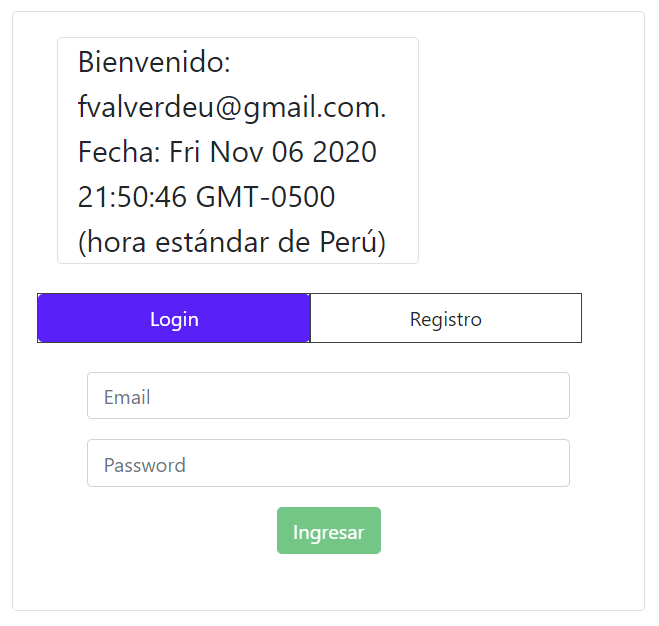 Bienvenido:
fvalverdeu@gmail.com.
Fecha: Fri Nov 06 2020
21:50:46 GMT-0500
(hora estándar de Perú)
Login
Registro
Email
Password
Ingresar